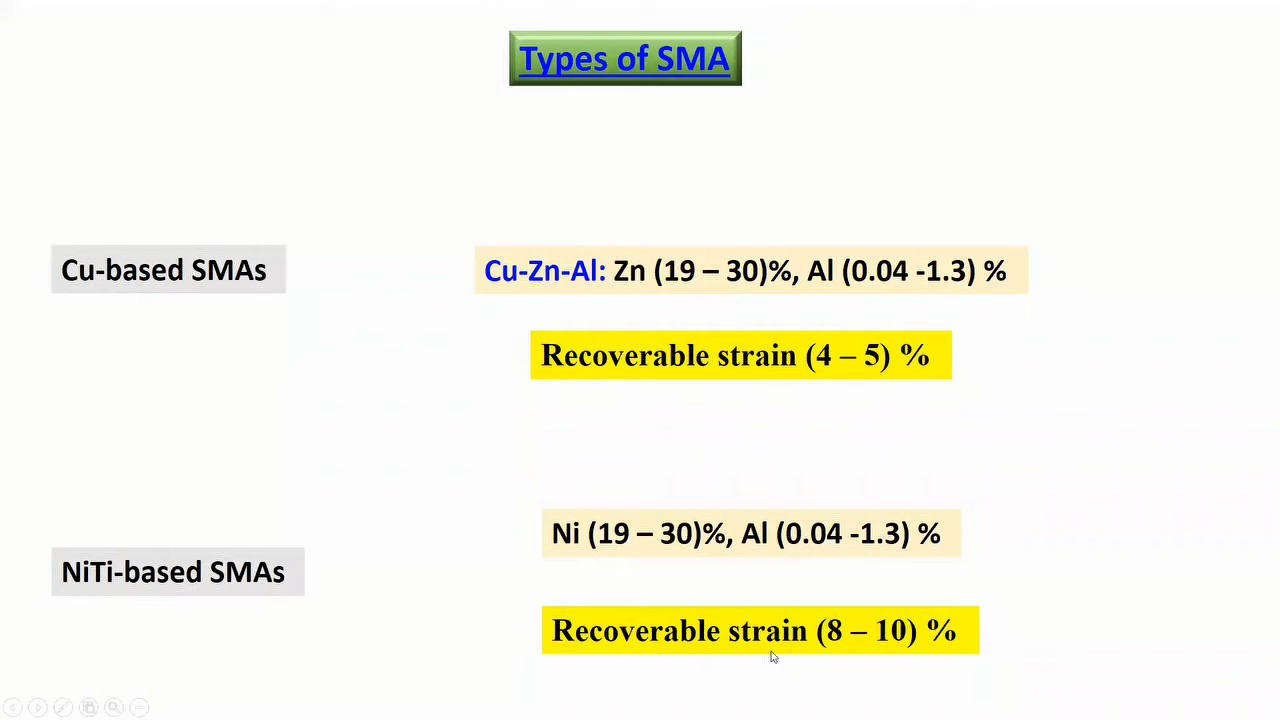 Types of SMA
Cu-based SMAs
Cu-Zn-Al: Zn (19 – 30)%, Al (0.04 -1.3) %
Recoverable strain (4 – 5) %
Ni (19 – 30)%, Al (0.04 -1.3) %
NiTi-based SMAs
Recoverable strain (8 – 10) %